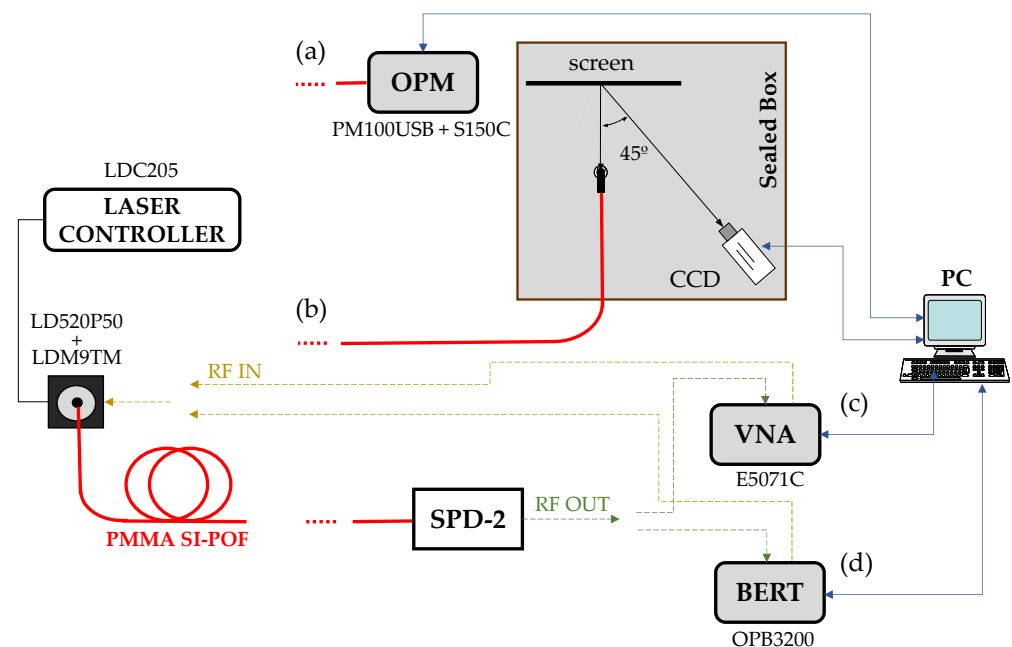 (a)
OPM
PM100USB + S150C
screen
45º
Sealed Box
CCD
LDC205
LASER
CONTROLLER
PC
(b)
LD520P50
+
LDM9TM
RF IN
(c)
VNA
E5071C
PMMA SI-POF
SPD-2
RF OUT
(d)
BERT
OPB3200